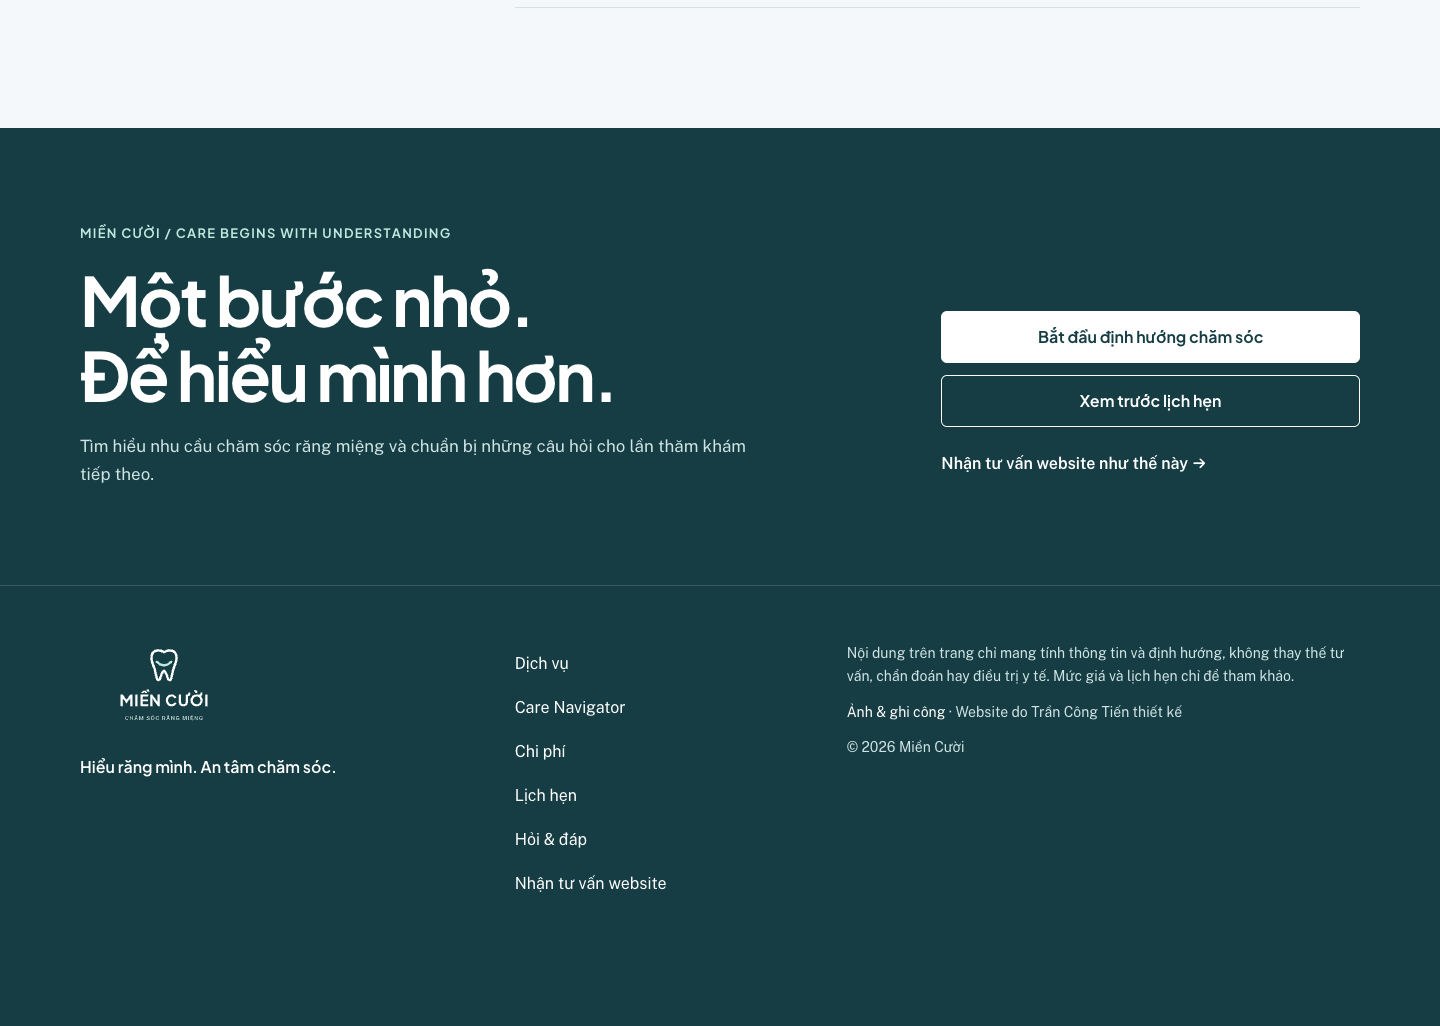 MIỀN CƯỜI / CARE BEGINS WITH UNDERSTANDING
Một bước nhỏ.
Để hiểu mình hơn.
Tìm hiểu nhu cầu chăm sóc răng miệng và chuẩn bị những câu hỏi cho lần thăm khám
tiếp theo.
Bắt đầu định hướng chăm sóc
Xem trước lịch hẹn
Nhận tư vấn website như thế này →
MIỀN CƯỜI
CHĂM SÓC RĂNG MIỆNG
Hiểu răng mình. An tâm chăm sóc.
Dịch vụ
Care Navigator
Chi phí
Lịch hẹn
Hỏi & đáp
Nhận tư vấn website
Nội dung trên trang chỉ mang tính thông tin và định hướng, không thay thế tư
vấn, chẩn đoán hay điều trị y tế. Mức giá và lịch hẹn chỉ để tham khảo.
Ảnh & ghi công · Website do Trần Công Tiến thiết kế
© 2026 Miền Cười